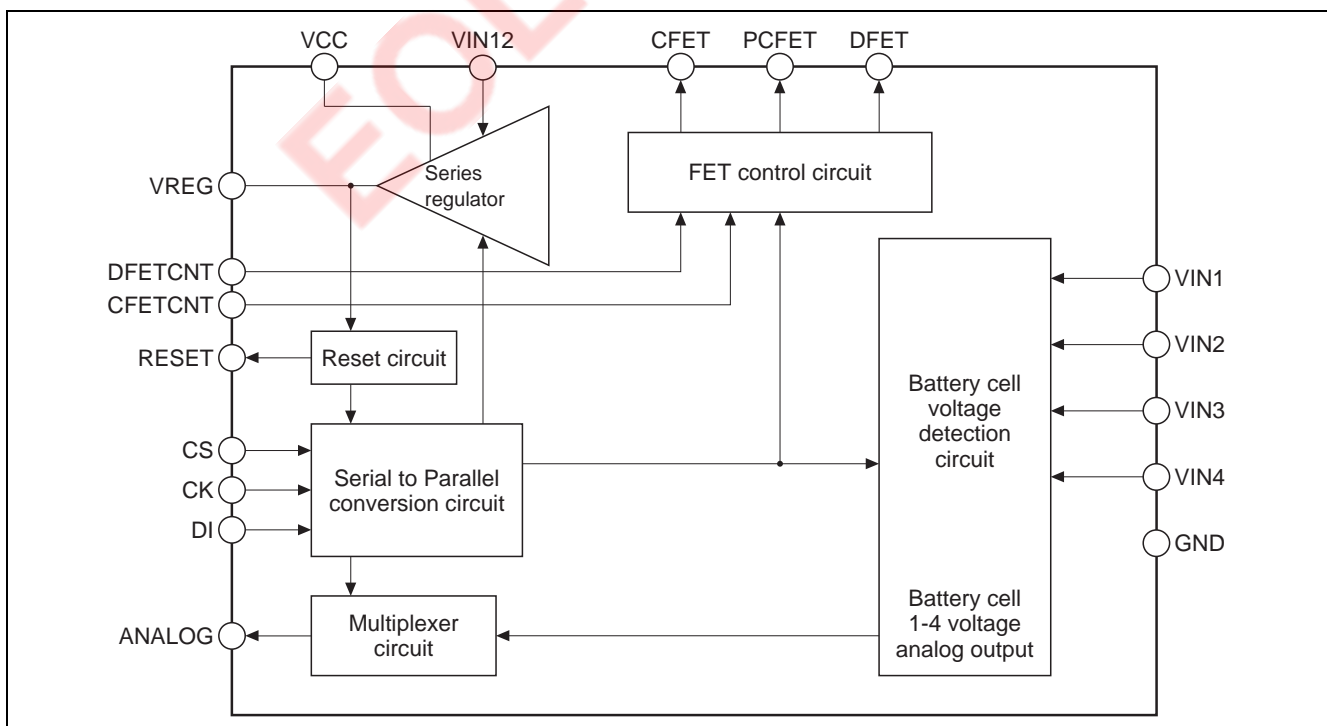 VCC
VIN12
CFET
PCFET
DFET
Series
regulator
FET control circuit
VREG
DFETCNT
CFETCNT
RESET
Reset circuit
CS
CK
DI
Serial to Parallel
conversion circuit
ANALOG
Multiplexer
circuit
Battery cell
voltage
detection
circuit
Battery cell
1-4 voltage
analog output
VIN1
VIN2
VIN3
VIN4
GND
EOL